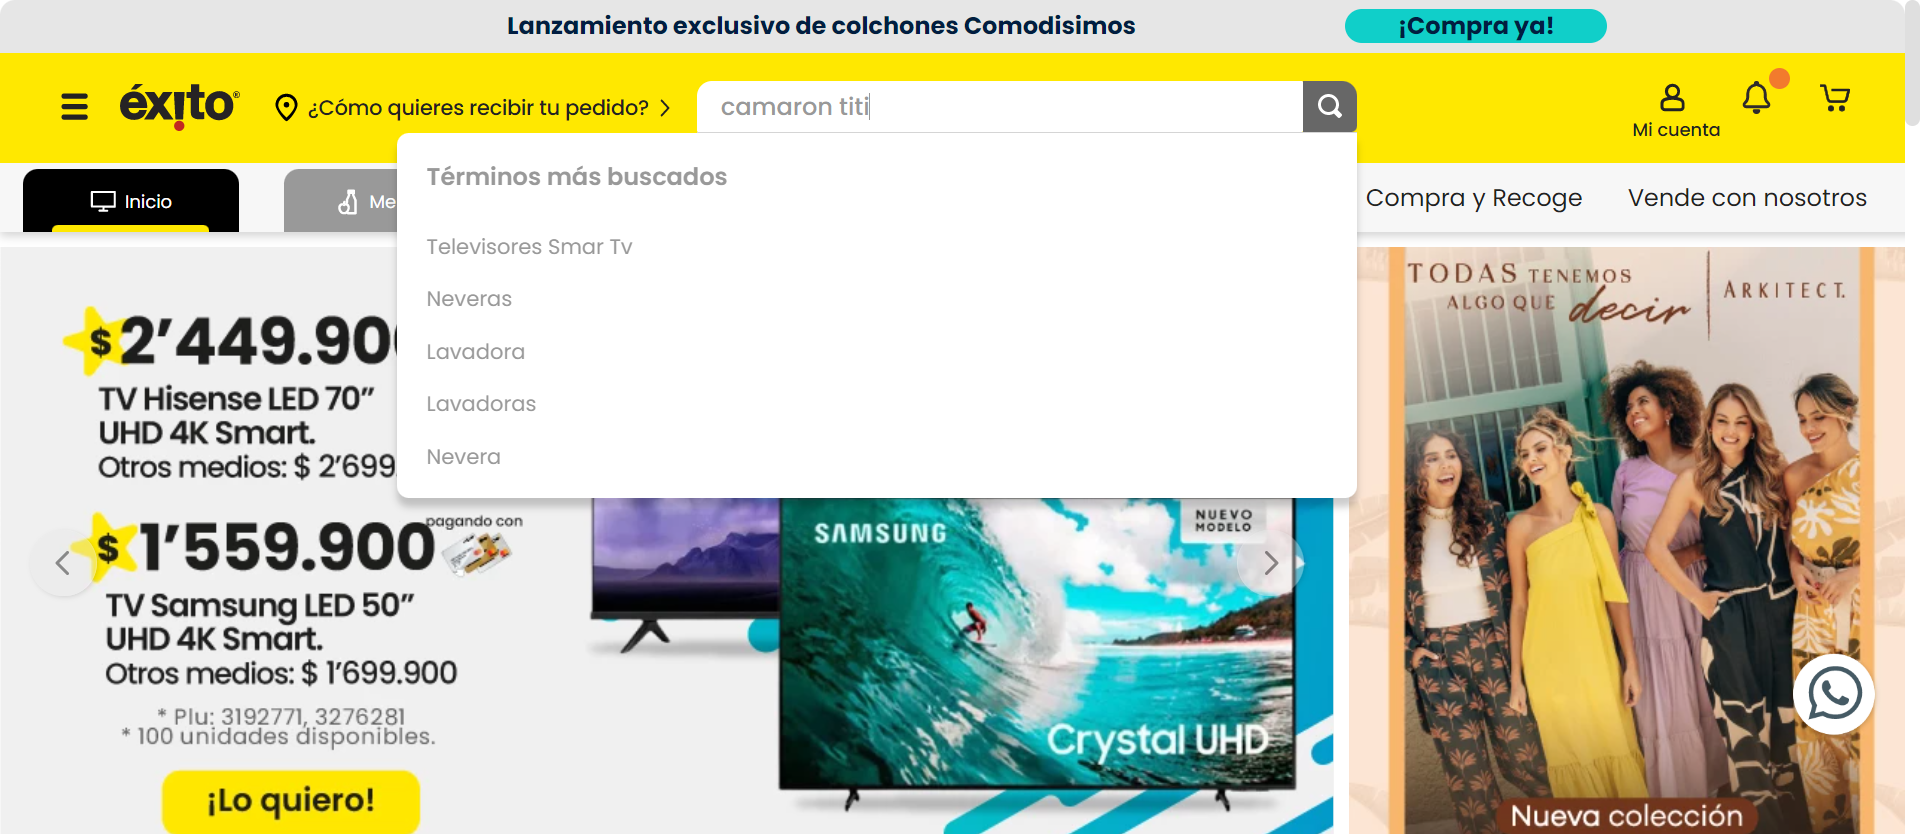 Lanzamiento exclusivo de colchones Comodisimos
¡Compra ya!
éxito®
¿Cómo quieres recibir tu pedido?
camaron titi
Mi cuenta
Inicio
Me
Términos más buscados
Televisores Smar Tv
Neveras
Lavadora
Lavadoras
Nevera
Compra y Recoge
Vende con nosotros
$2’449.900
TV Hisense LED 70”
UHD 4K Smart.
Otros medios: $ 2’699.
$1’559.900
pagando con
TV Samsung LED 50”
UHD 4K Smart.
Otros medios: $ 1’699.900
* Plu: 3192771, 3276281
* 100 unidades disponibles.
¡Lo quiero!
SAMSUNG
NUEVO
MODELO
Crystal UHD
TODAS TENEMOS
ALGO QUE decir
ARKITECT.
Nueva colección